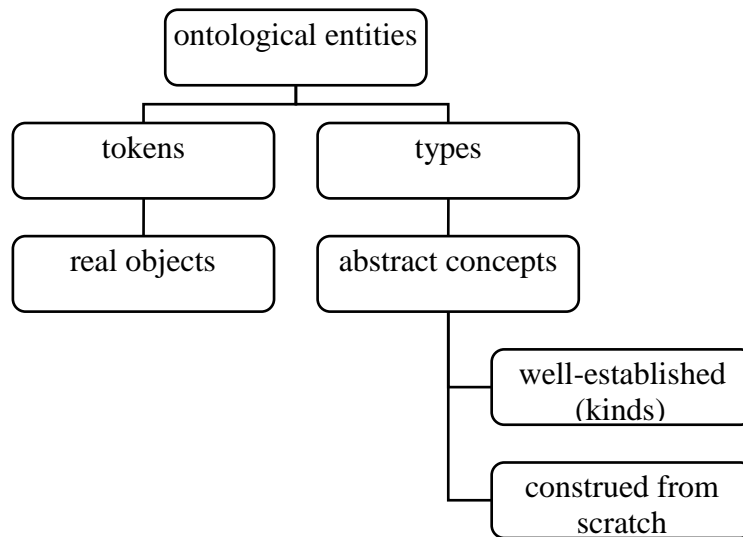 ontological entities
tokens
types
real objects
abstract concepts
well-established
(kinds)
construed from
scratch